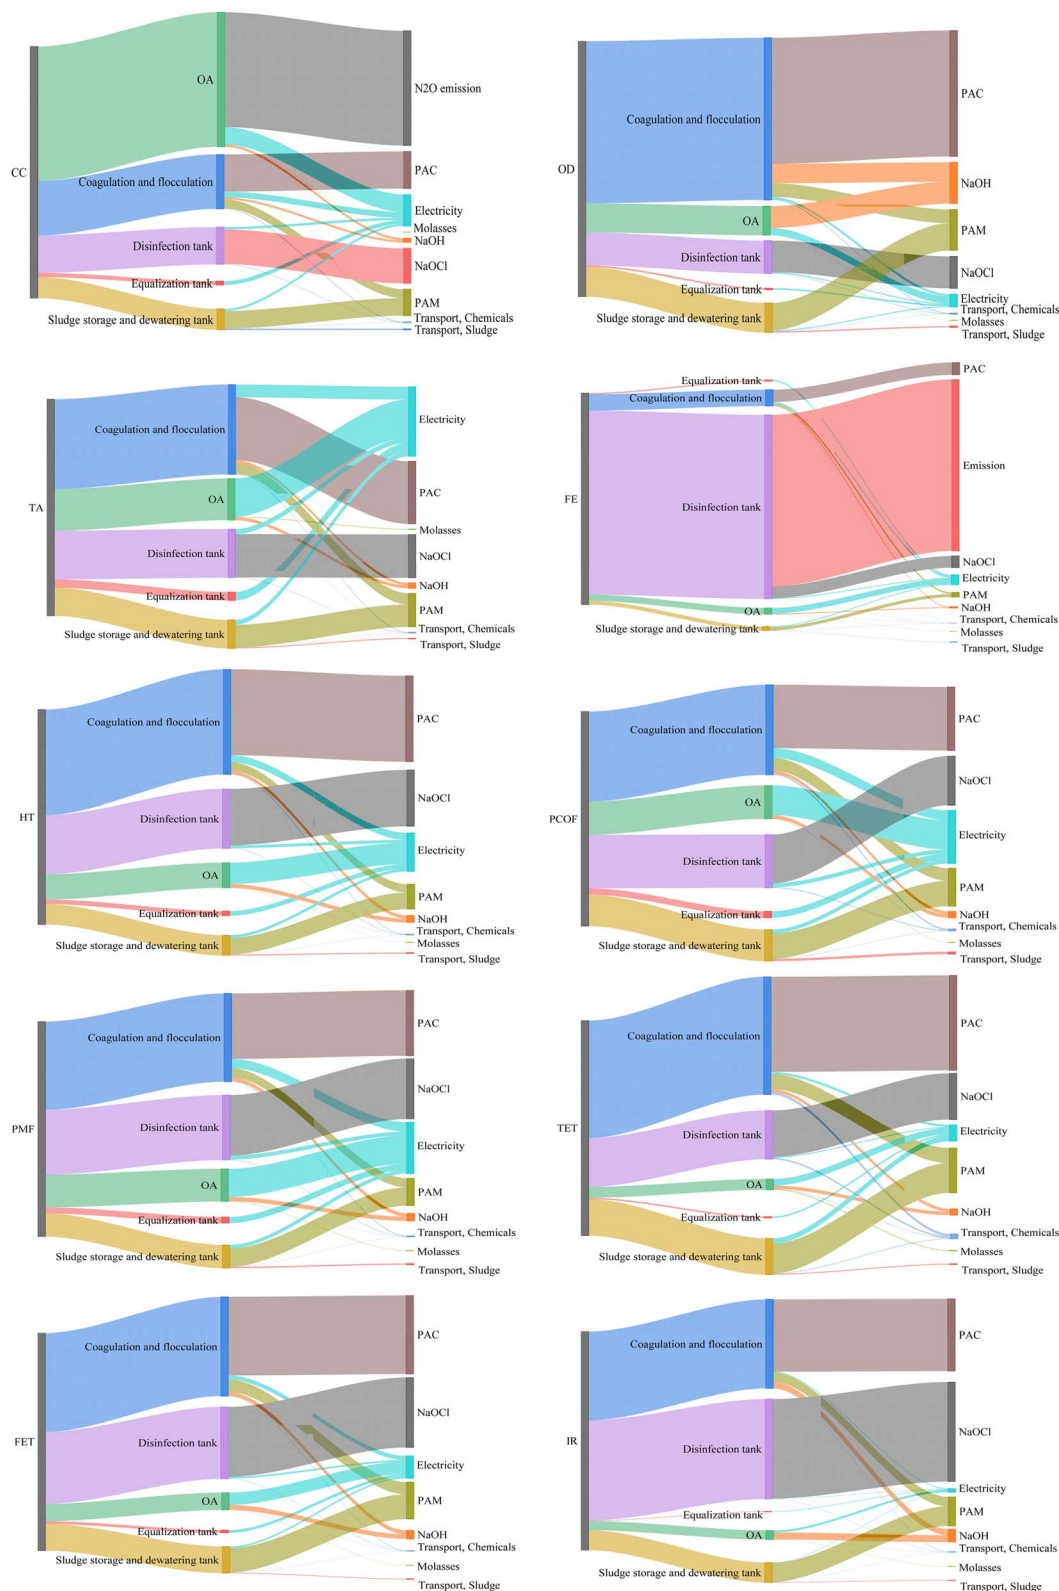 CC
OA
Coagulation and flocculation
Disinfection tank
Equalization tank
Sludge storage and dewatering tank
N2O emission
PAC
Electricity
Molasses
NaOH
NaOCl
PAM
Transport, Chemicals
Transport, Sludge
OD
Coagulation and flocculation
OA
Disinfection tank
Equalization tank
Sludge storage and dewatering tank
PAC
NaOH
PAM
NaOCl
Electricity
Transport, Chemicals
Molasses
Transport, Sludge
TA
Coagulation and flocculation
OA
Disinfection tank
Equalization tank
Sludge storage and dewatering tank
Electricity
PAC
Molasses
NaOCl
NaOH
PAM
Transport, Chemicals
Transport, Sludge
FE
Equalization tank
Coagulation and flocculation
Disinfection tank
OA
Sludge storage and dewatering tank
PAC
Emission
NaOCl
Electricity
PAM
NaOH
Transport, Chemicals
Molasses
Transport, Sludge
HT
Coagulation and flocculation
Disinfection tank
OA
Equalization tank
Sludge storage and dewatering tank
PAC
NaOCl
Electricity
PAM
NaOH
Transport, Chemicals
Molasses
Transport, Sludge
PCOF
Coagulation and flocculation
OA
Disinfection tank
Equalization tank
Sludge storage and dewatering tank
PAC
NaOCl
Electricity
PAM
NaOH
Transport, Chemicals
Molasses
Transport, Sludge
PMF
Coagulation and flocculation
Disinfection tank
OA
Equalization tank
Sludge storage and dewatering tank
PAC
NaOCl
Electricity
PAM
NaOH
Transport, Chemicals
Molasses
Transport, Sludge
TET
Coagulation and flocculation
Disinfection tank
OA
Equalization tank
Sludge storage and dewatering tank
PAC
NaOCl
Electricity
PAM
NaOH
Transport, Chemicals
Molasses
Transport, Sludge
FET
Coagulation and flocculation
Disinfection tank
OA
Equalization tank
Sludge storage and dewatering tank
PAC
NaOCl
Electricity
PAM
NaOH
Transport, Chemicals
Molasses
Transport, Sludge
IR
Coagulation and flocculation
Disinfection tank
Equalization tank
OA
Sludge storage and dewatering tank
PAC
NaOCl
Electricity
PAM
NaOH
Transport, Chemicals
Molasses
Transport, Sludge